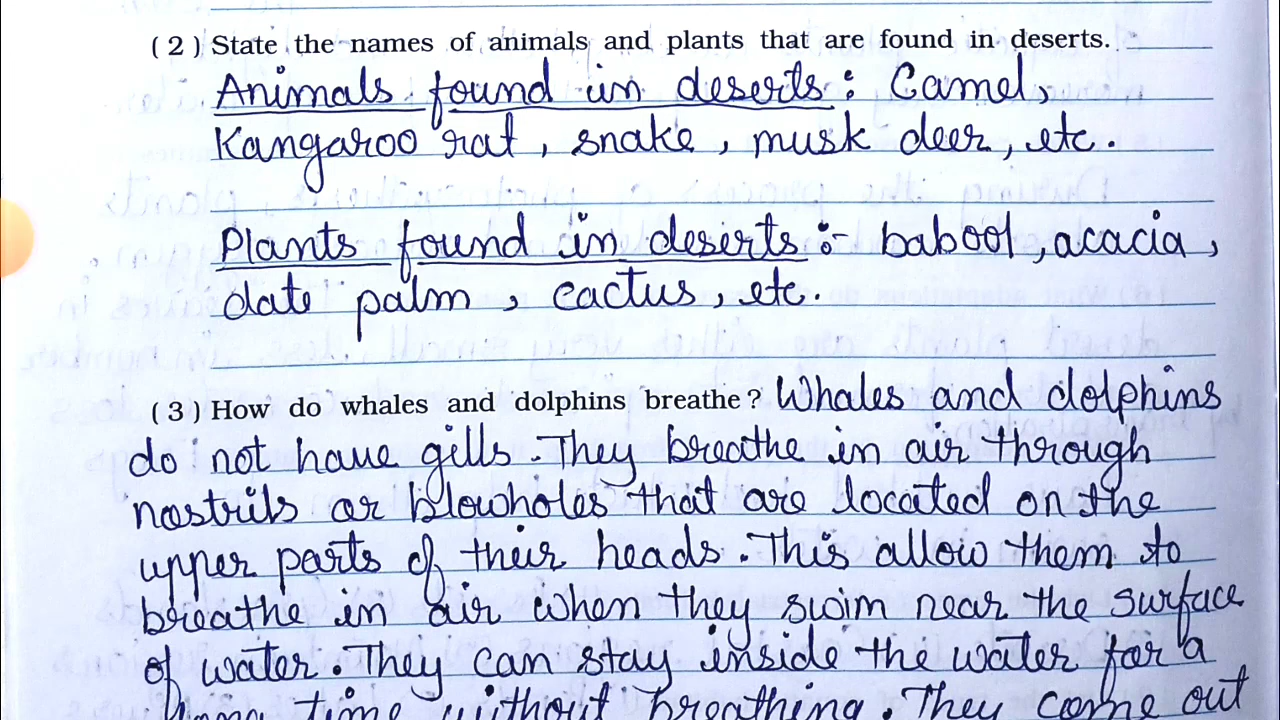 ( 2 ) State the names of animals and plants that are found in deserts.
Animals found in deserts : Camel,
Kangaroo rat, snake, musk deer, etc.
Plants found in deserts :- babool, acacia,
date palm, cactus, etc.
( 3 ) How do whales and dolphins breathe? Whales and dolphins
do not have gills. They breathe in air through
nostrils or blowholes that are located on the
upper parts of their heads. This allow them to
breathe in air when they swim near the surface
of water. They can stay inside the water for a
long time without breathing. They come out